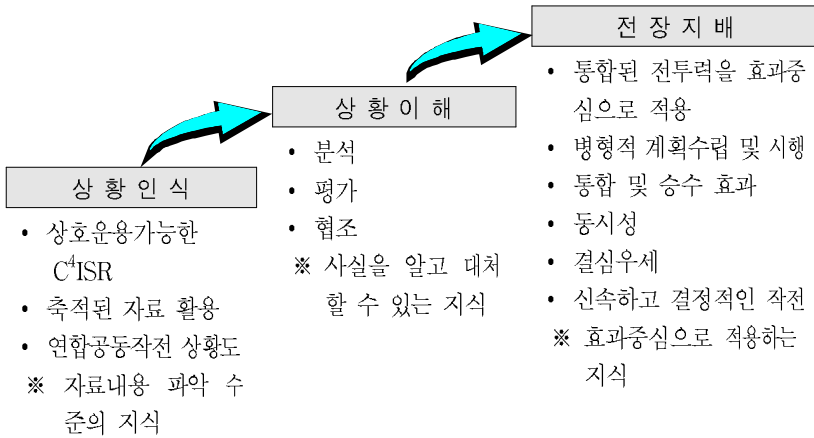 상 황 인 식
• 상호운용가능한
C⁴ISR
• 축적된 자료 활용
• 연합공동작전 상황도
※ 자료내용 파악 수
준의 지식
상 황 이 해
• 분석
• 평가
• 협조
※ 사실을 알고 대처
할 수 있는 지식
전 장 지 배
• 통합된 전투력을 효과중
심으로 적용
• 병형적 계획수립 및 시행
• 통합 및 승수 효과
• 동시성
• 결심우세
• 신속하고 결정적인 작전
※ 효과중심으로 적용하는
지식